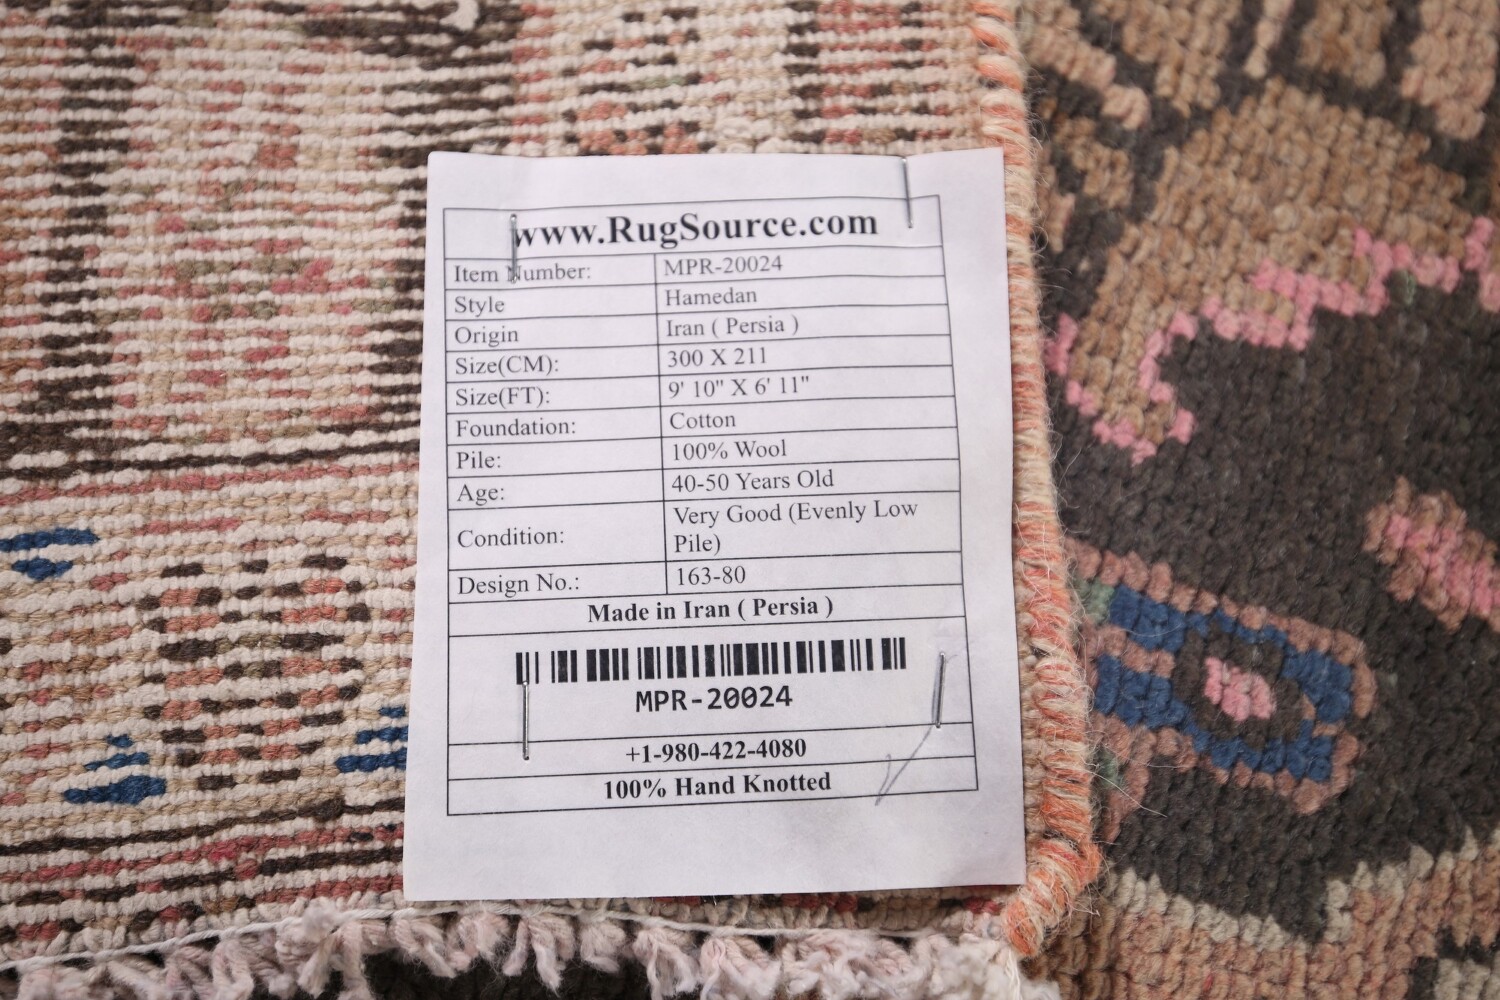 www.RugSource.com
Item Number: MPR-20024
Style Hamedan
Origin Iran ( Persia )
Size(CM): 300 X 211
Size(FT): 9' 10" X 6' 11"
Foundation: Cotton
Pile: 100% Wool
Age: 40-50 Years Old
Condition: Very Good (Evenly Low
Pile)
Design No.: 163-80
Made in Iran ( Persia )
MPR-20024
+1-980-422-4080
100% Hand Knotted